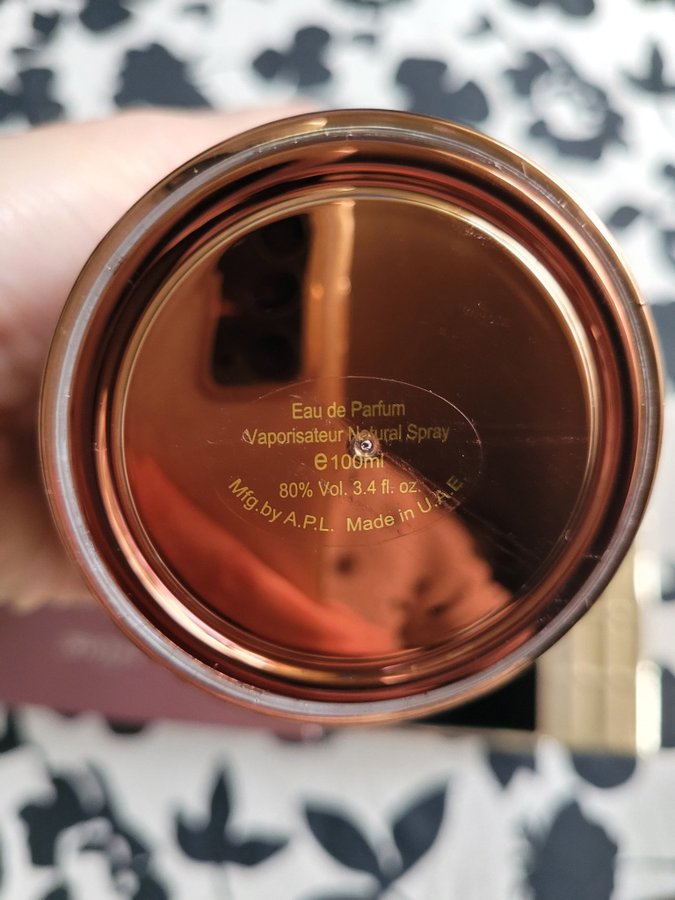 Eau de Parfum
Vaporisateur Natural Spray
℮100ml
80% Vol. 3.4 fl. oz.
Mfg.by A.P.L. Made in U.A.E.